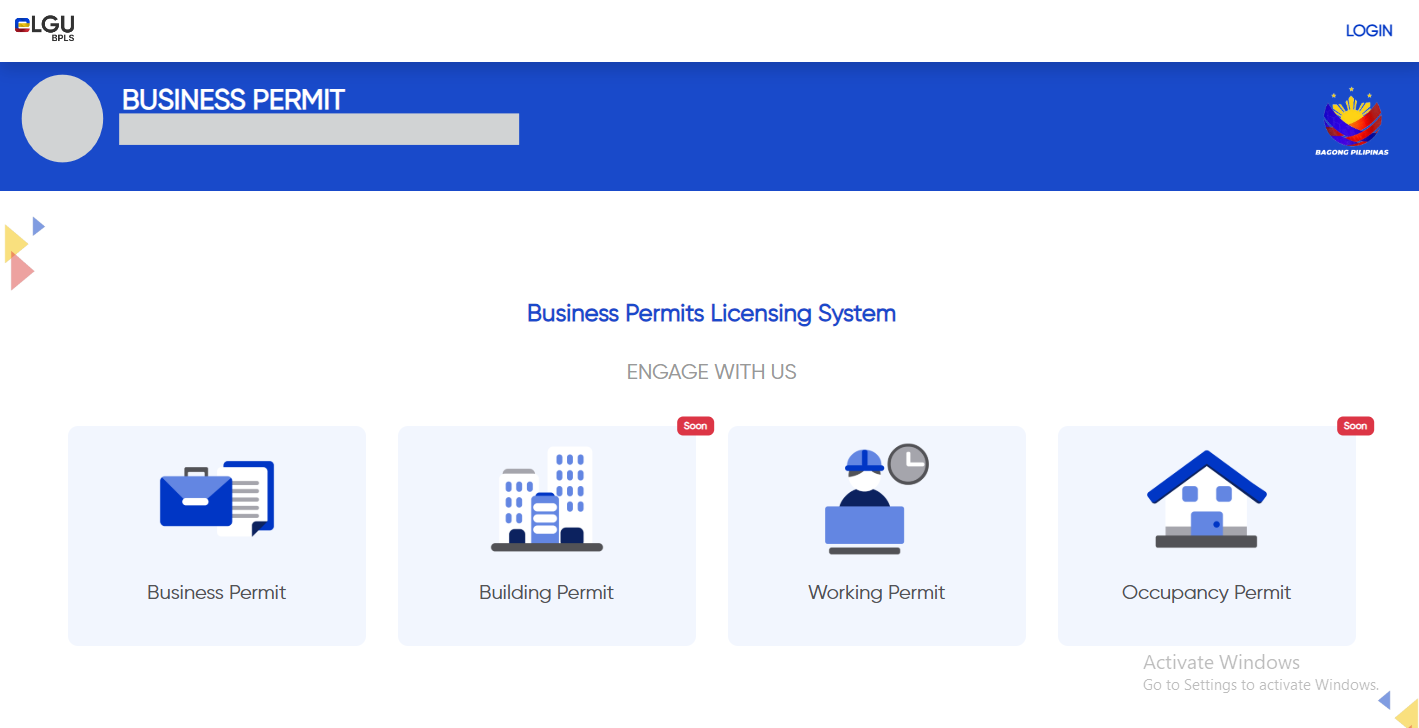 eLGU
BPLS
LOGIN
BUSINESS PERMIT
BAGONG PILIPINAS
Business Permits Licensing System
ENGAGE WITH US
Soon
Soon
Business Permit
Building Permit
Working Permit
Occupancy Permit
Activate Windows
Go to Settings to activate Windows.